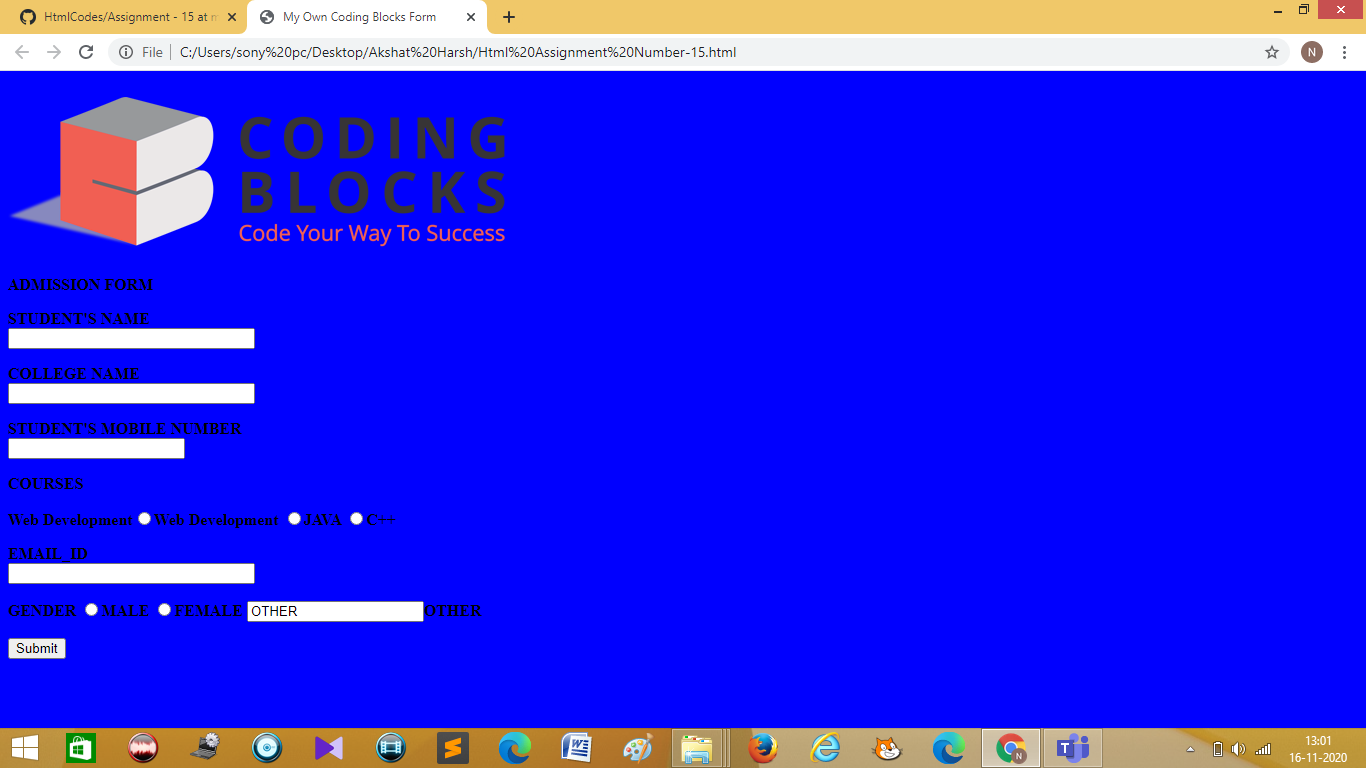 HtmlCodes/Assignment - 15 at m
My Own Coding Blocks Form
File
C:/Users/sony%20pc/Desktop/Akshat%20Harsh/Html%20Assignment%20Number-15.html
N
CODING
BLOCKS
Code Your Way To Success
ADMISSION FORM
STUDENT'S NAME
COLLEGE NAME
STUDENT'S MOBILE NUMBER
COURSES
Web Development Web Development JAVA C++
EMAIL ID
GENDER MALE FEMALE OTHER OTHER
Submit
13:01
16-11-2020